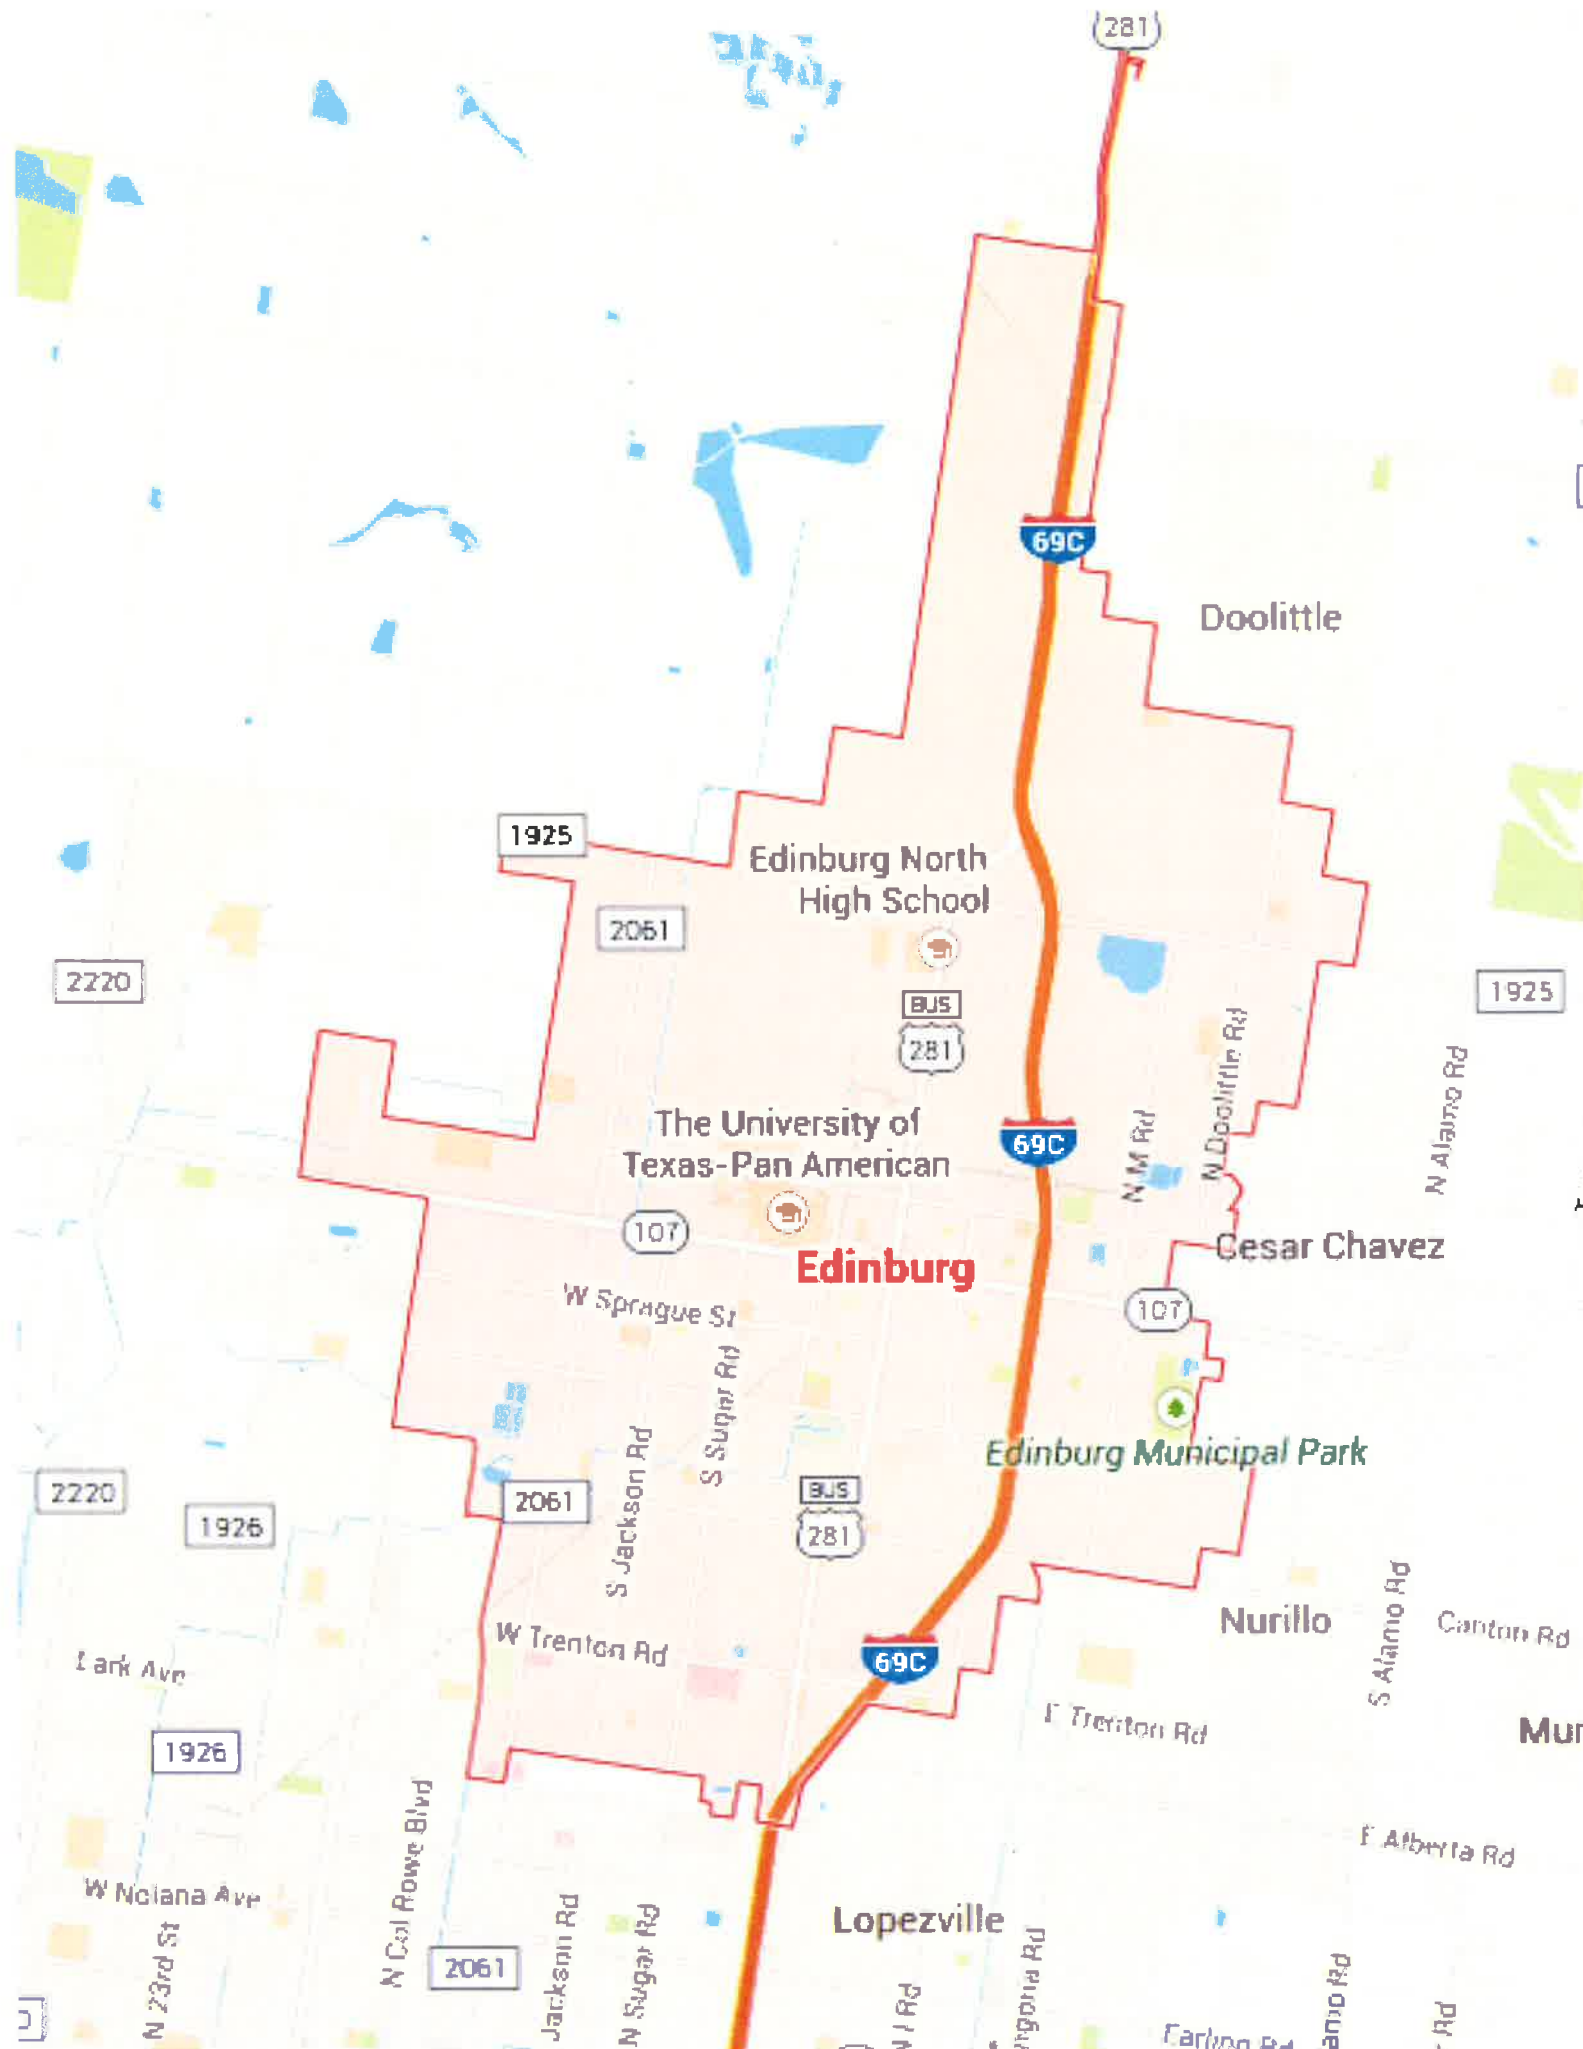 281
69C
Doolittle
1925
Edinburg North
High School
2061
2220
1925
BUS
281
N Doolittle Rd
N Alamo Rd
The University of
Texas-Pan American
69C
N M Rd
107
Cesar Chavez
Edinburg
W Sprague St
107
S Sugar Rd
Edinburg Municipal Park
S Jackson Rd
2220
2061
BUS
281
1926
Nurillo
S Alamo Rd
Canton Rd
W Trenton Rd
69C
Lark Ave
E Trenton Rd
Mur
1926
N Col Rowe Blvd
E Alberta Rd
W Nolana Ave
Lopezville
N 23rd St
2061
Jackson Rd
N Sugar Rd
N I Rd
Rd